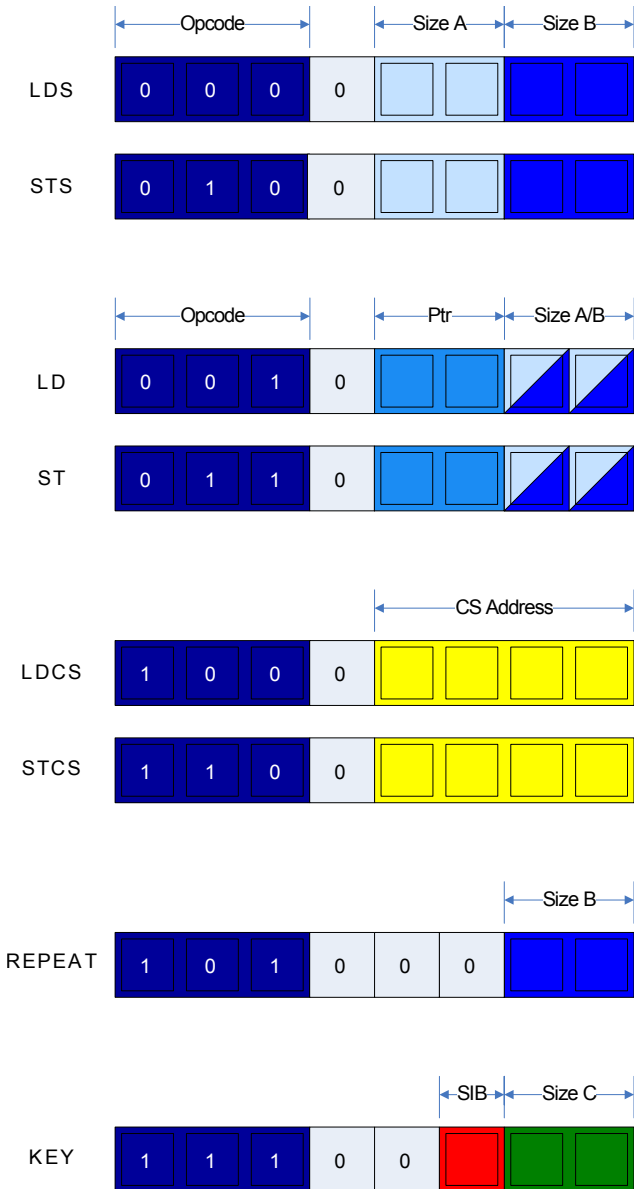 Opcode Size A Size B
LDS 0 0 0 0
STS 0 1 0 0
Opcode Ptr Size A/B
LD 0 0 1 0
ST 0 1 1 0
CS Address
LDCS 1 0 0 0
STCS 1 1 0 0
Size B
REPEAT 1 0 1 0 0 0
SIB Size C
KEY 1 1 1 0 0